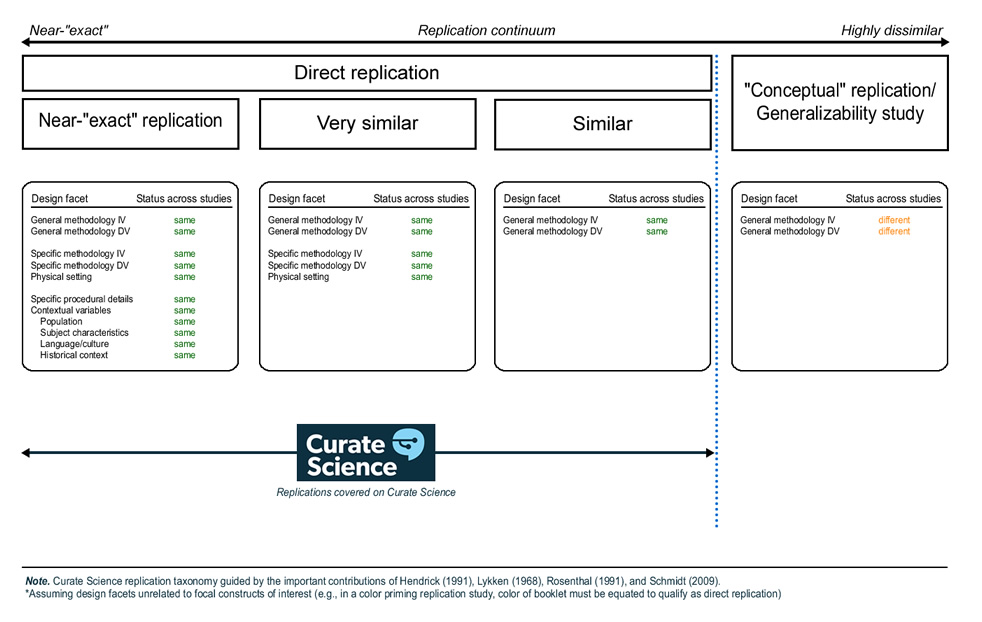 Near-"exact" Replication continuum Highly dissimilar
Direct replication
"Conceptual" replication/
Generalizability study
Near-"exact" replication
Very similar
Similar
Design facet Status across studies
General methodology IV same
General methodology DV same
Specific methodology IV same
Specific methodology DV same
Physical setting same
Specific procedural details same
Contextual variables same
Population same
Subject characteristics same
Language/culture same
Historical context same
Design facet Status across studies
General methodology IV same
General methodology DV same
Specific methodology IV same
Specific methodology DV same
Physical setting same
Design facet Status across studies
General methodology IV same
General methodology DV same
Design facet Status across studies
General methodology IV different
General methodology DV different
Curate
Science
Replications covered on Curate Science
Note. Curate Science replication taxonomy guided by the important contributions of Hendrick (1991), Lykken (1968), Rosenthal (1991), and Schmidt (2009).
*Assuming design facets unrelated to focal constructs of interest (e.g., in a color priming replication study, color of booklet must be equated to qualify as direct replication)